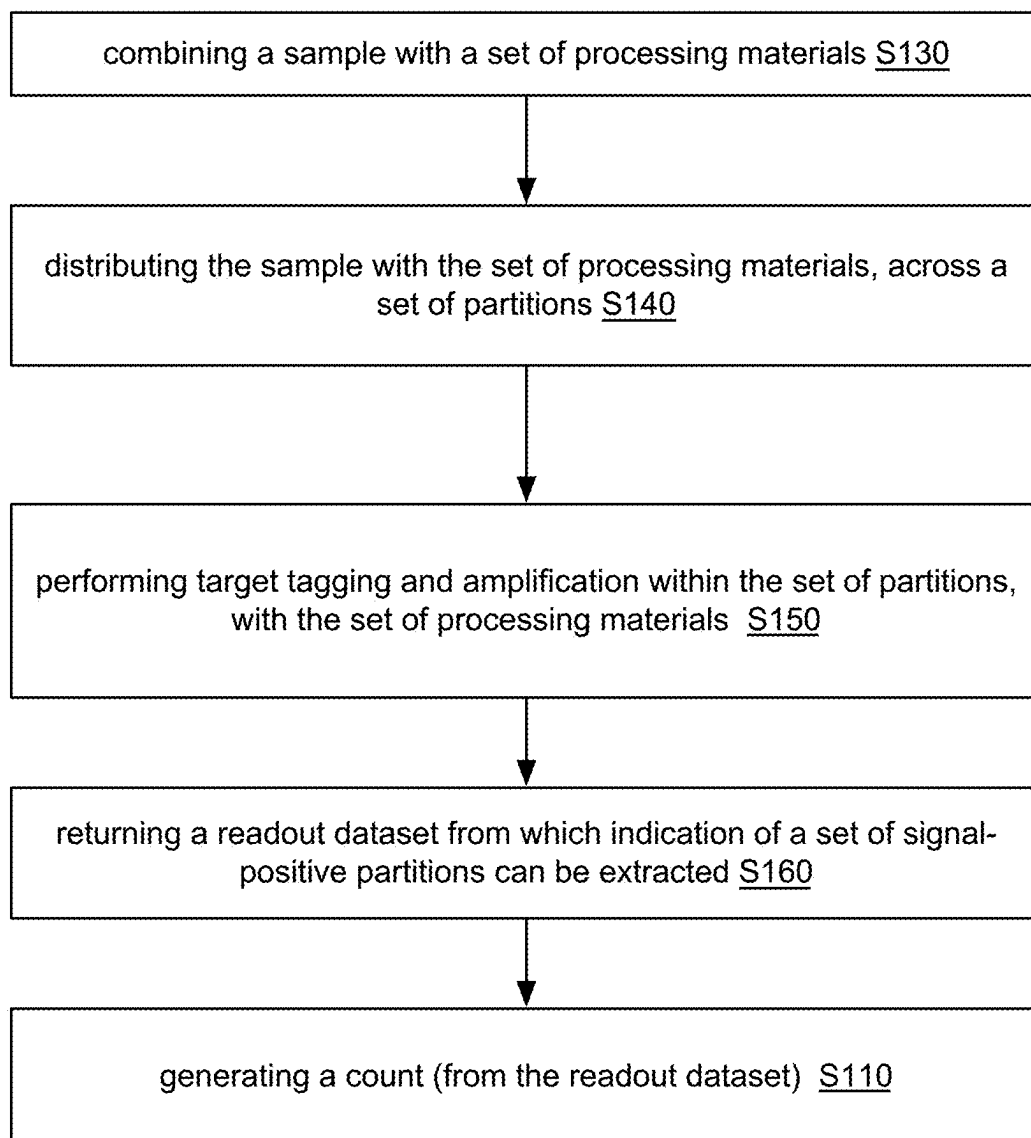 combining a sample with a set of processing materials S130
distributing the sample with the set of processing materials, across a
set of partitions S140
performing target tagging and amplification within the set of partitions,
with the set of processing materials S150
returning a readout dataset from which indication of a set of signal-
positive partitions can be extracted S160
generating a count (from the readout dataset) S110